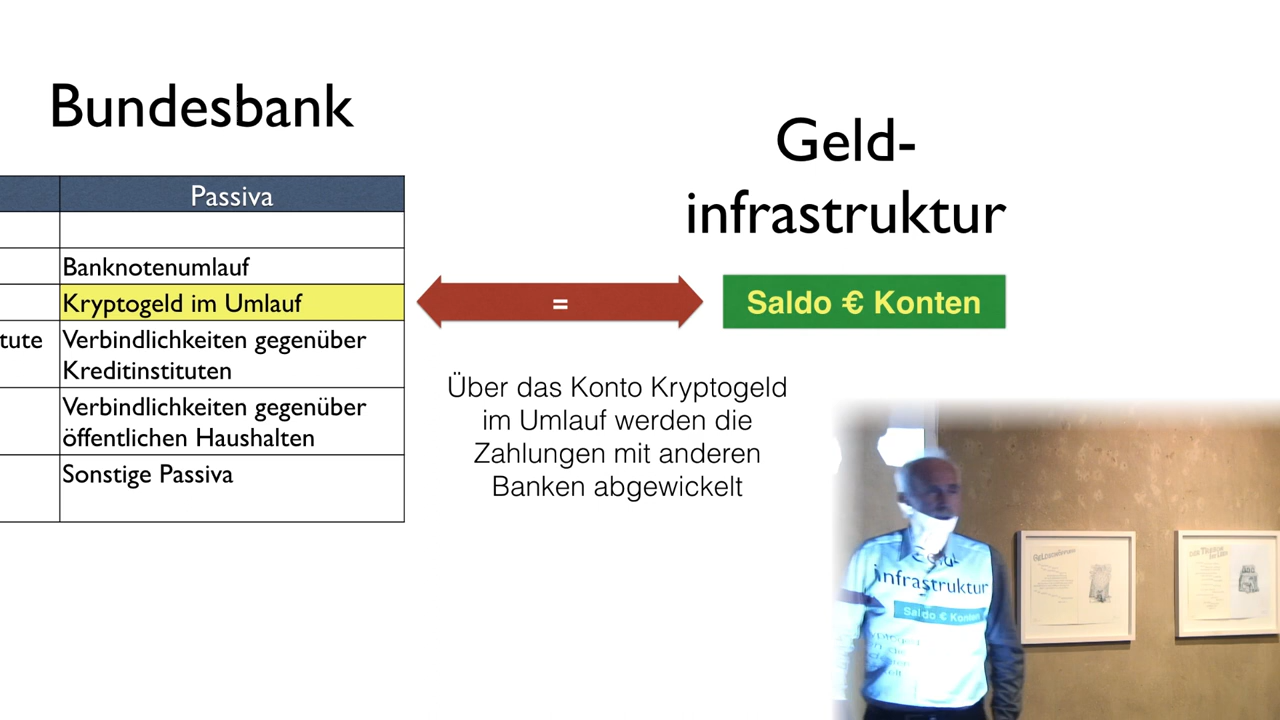 Bundesbank
Geld-
infrastruktur
Passiva
Banknotenumlauf
Kryptogeld im Umlauf
=
Saldo € Konten
tute
Verbindlichkeiten gegenüber
Kreditinstituten
Verbindlichkeiten gegenüber
öffentlichen Haushalten
Sonstige Passiva
Über das Konto Kryptogeld
im Umlauf werden die
Zahlungen mit anderen
Banken abgewickelt
infrastruktur
Saldo € Konten